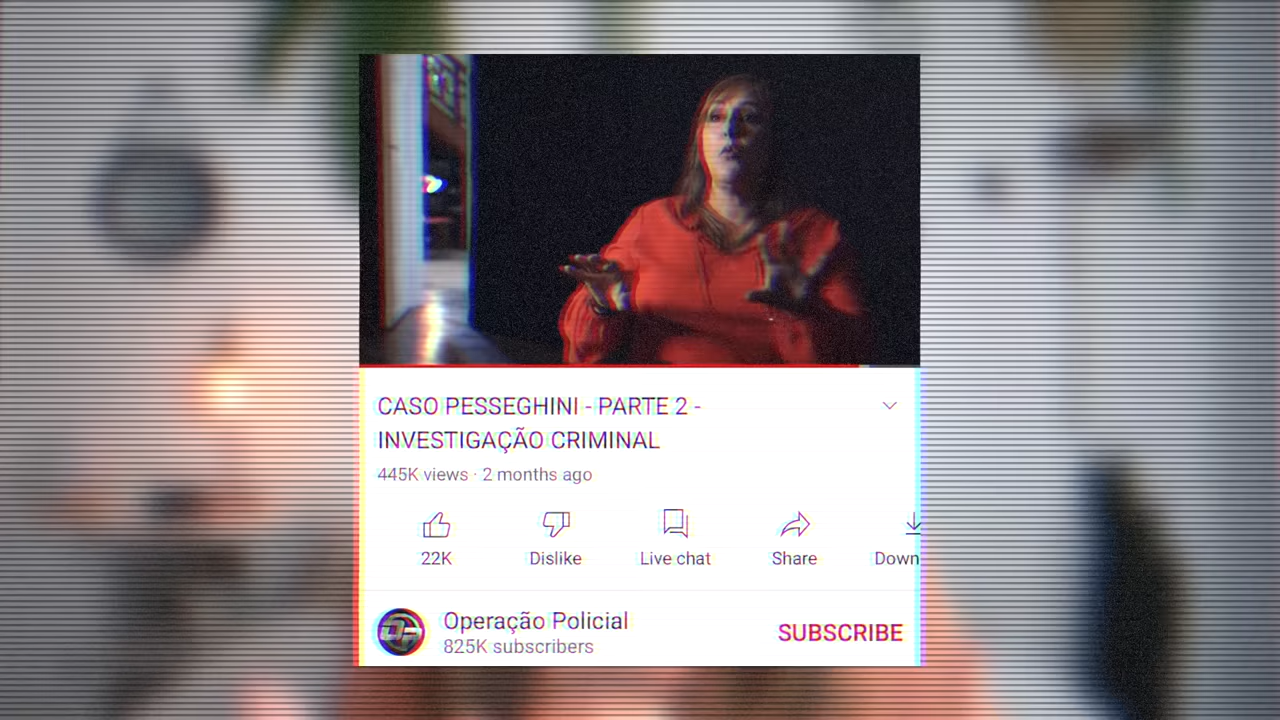 CASO PESSEGHINI - PARTE 2 -
INVESTIGAÇÃO CRIMINAL
445K views · 2 months ago
22K Dislike Live chat Share Down
Operação Policial
825K subscribers
SUBSCRIBE